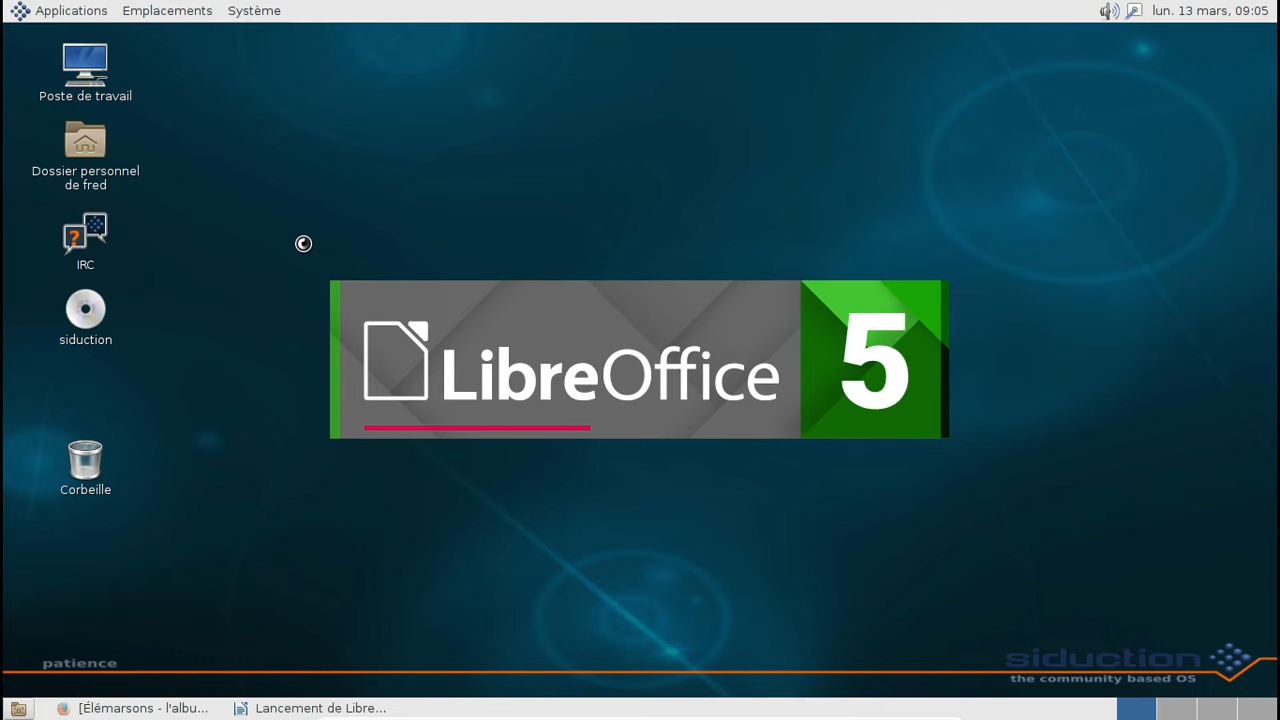 Applications Emplacements Système lun. 13 mars, 09:05
Poste de travail
Dossier personnel
de fred
IRC
siduction
LibreOffice 5
Corbeille
patience
siduction
the community based OS
[Élémarsons - l'albu... Lancement de Libre...